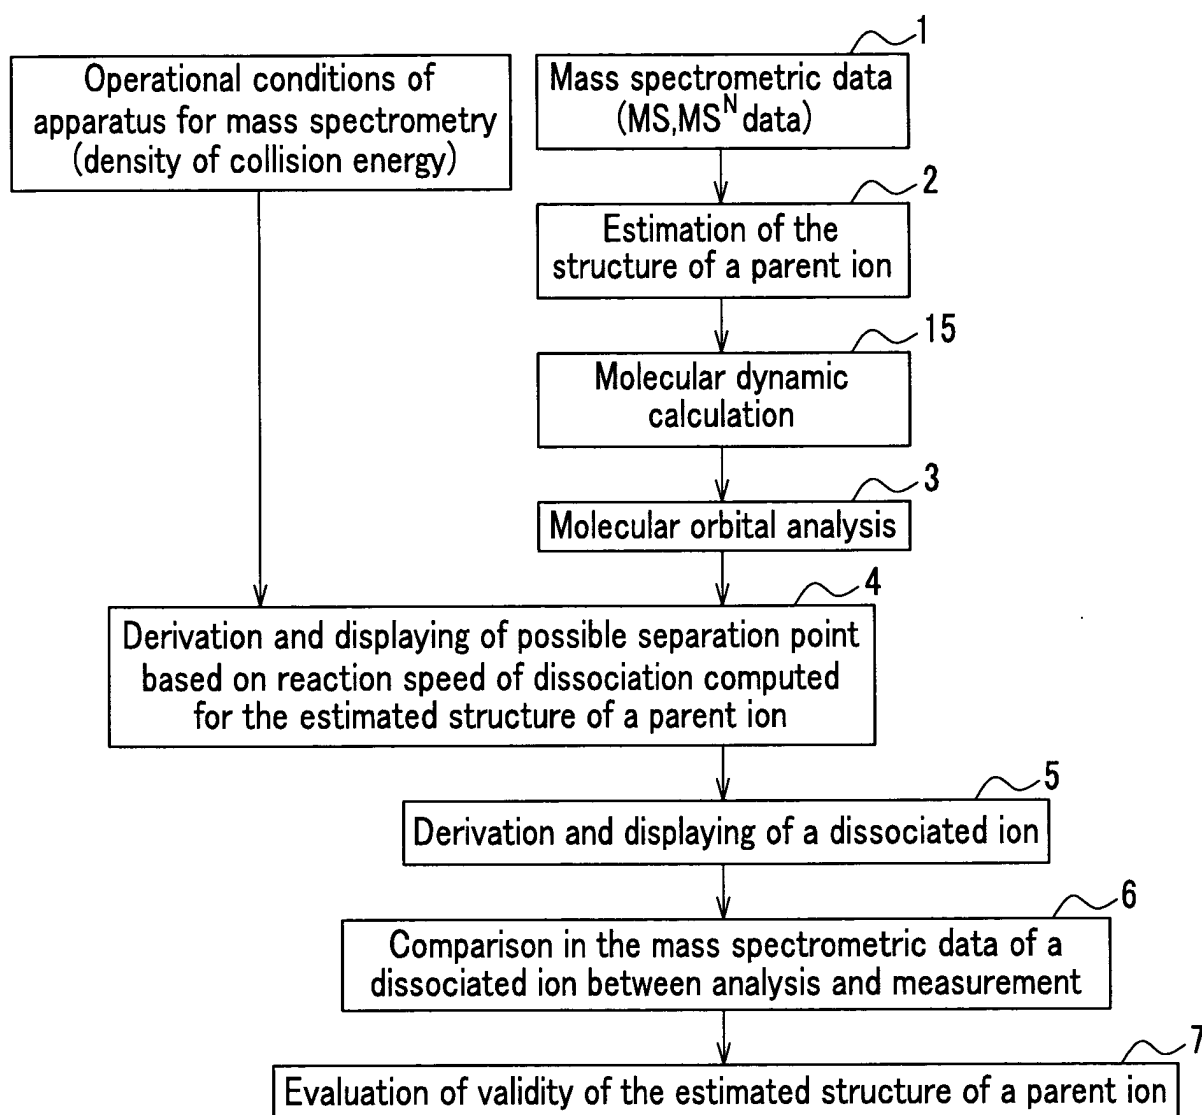 1
Operational conditions of
apparatus for mass spectrometry
(density of collision energy)
Mass spectrometric data
(MS,MS^N data)
2
Estimation of the
structure of a parent ion
15
Molecular dynamic
calculation
3
Molecular orbital analysis
4
Derivation and displaying of possible separation point
based on reaction speed of dissociation computed
for the estimated structure of a parent ion
5
Derivation and displaying of a dissociated ion
6
Comparison in the mass spectrometric data of a
dissociated ion between analysis and measurement
7
Evaluation of validity of the estimated structure of a parent ion